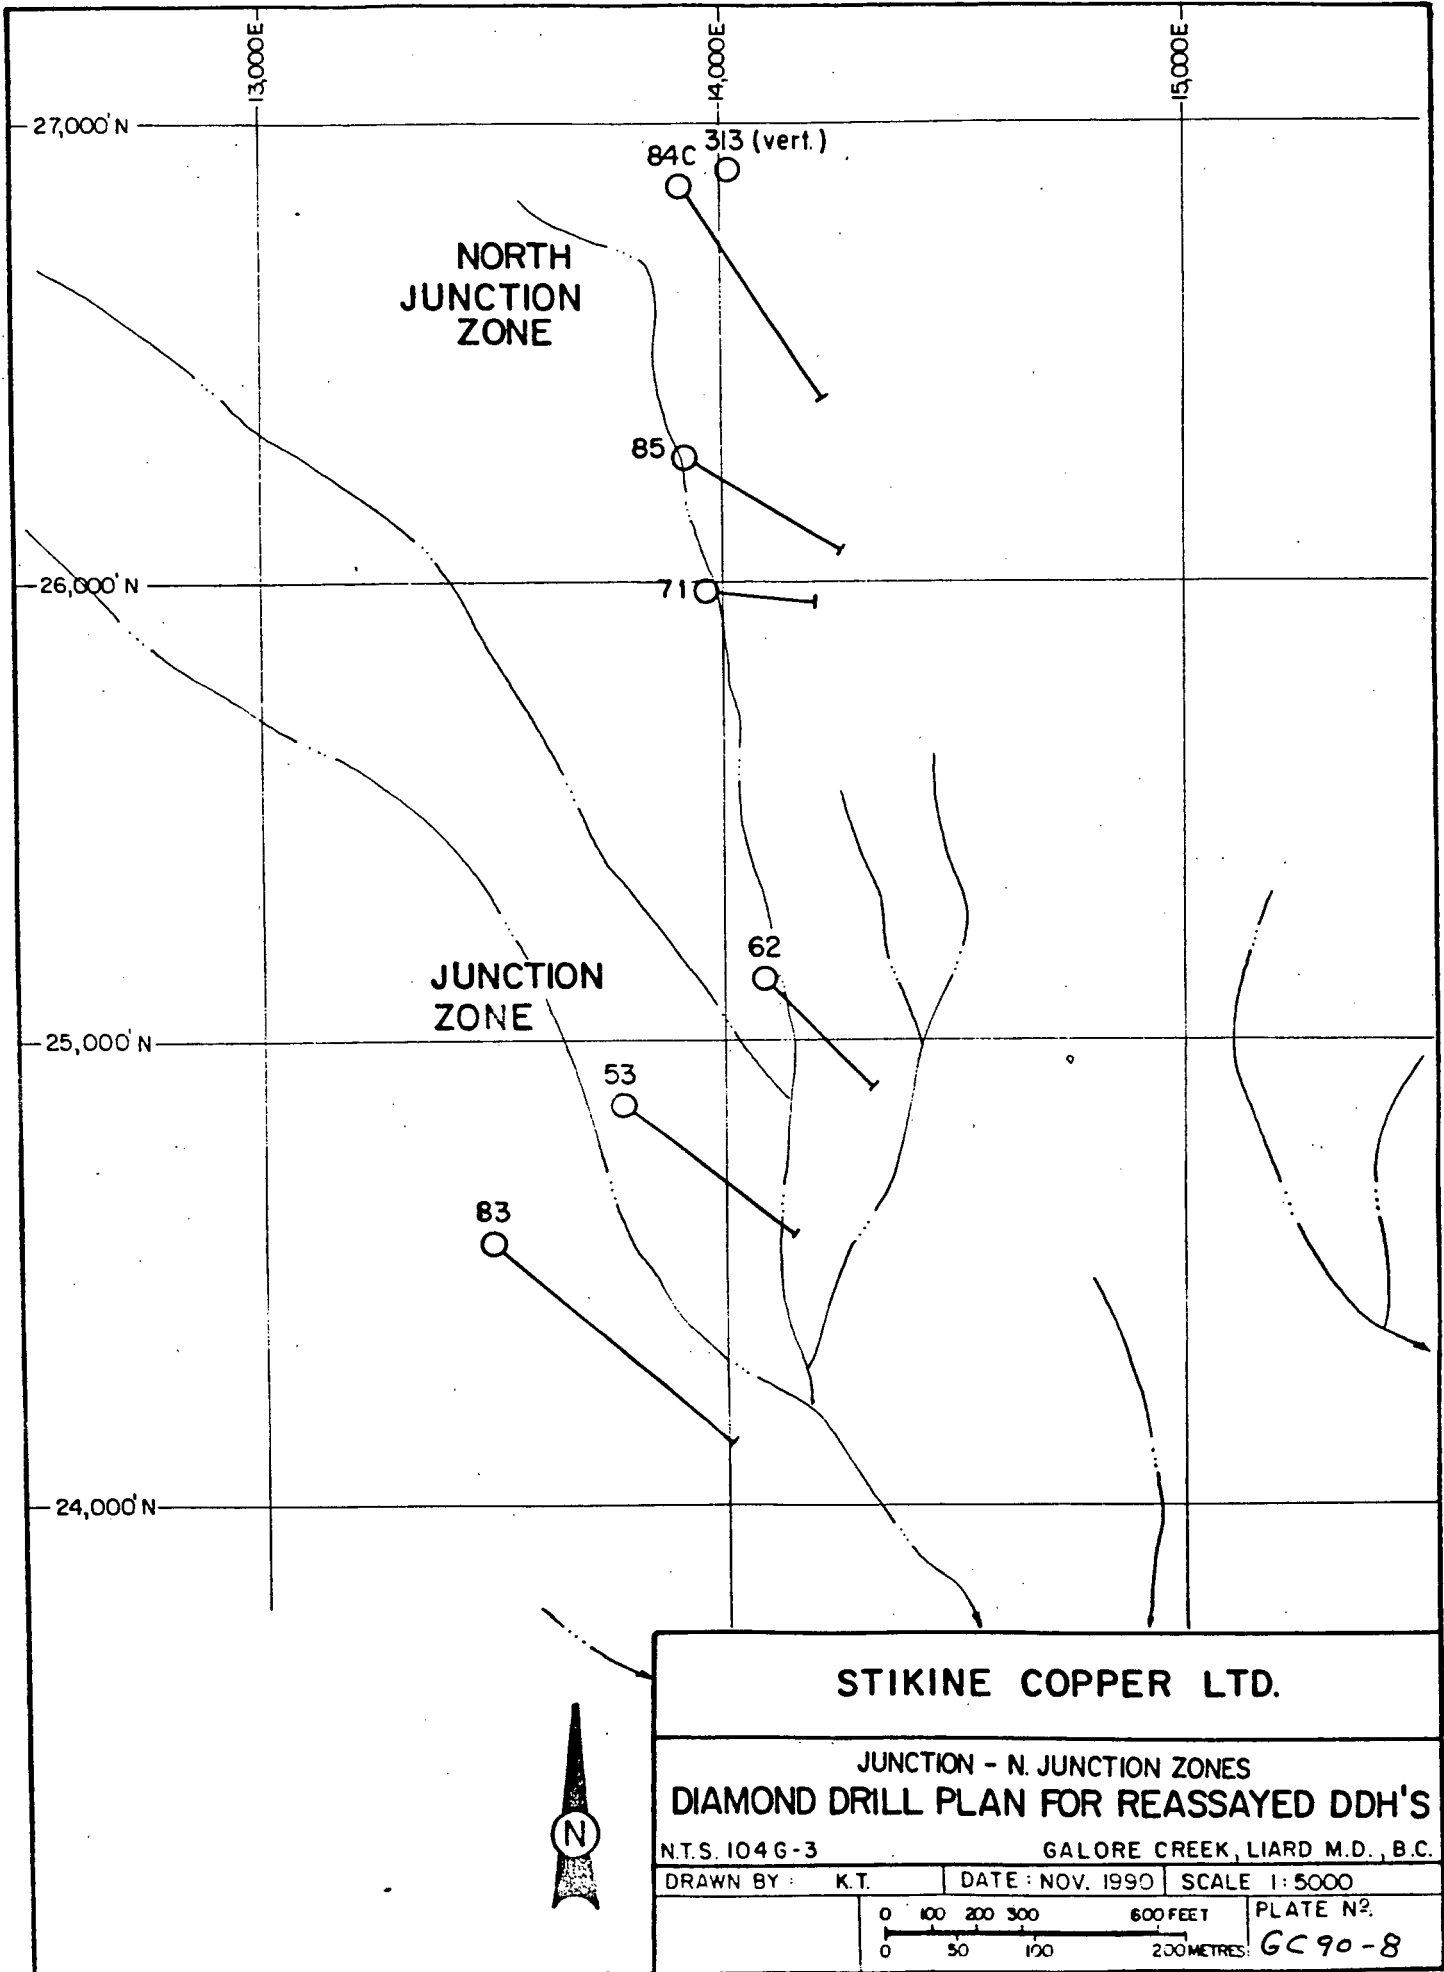 13,000E
14,000E
15,000E
27,000'N
313 (vert.)
84C
NORTH
JUNCTION
ZONE
85
26,000'N
71
62
JUNCTION
ZONE
25,000'N
53
83
24,000'N
N
STIKINE COPPER LTD.
JUNCTION - N. JUNCTION ZONES
DIAMOND DRILL PLAN FOR REASSAYED DDH'S
N.T.S. 104 G-3 GALORE CREEK, LIARD M.D., B.C.
DRAWN BY: K.T. DATE: NOV. 1990 SCALE 1:5000
0 100 200 300 600 FEET
0 50 100 200 METRES
PLATE Nº.
GC 90-8